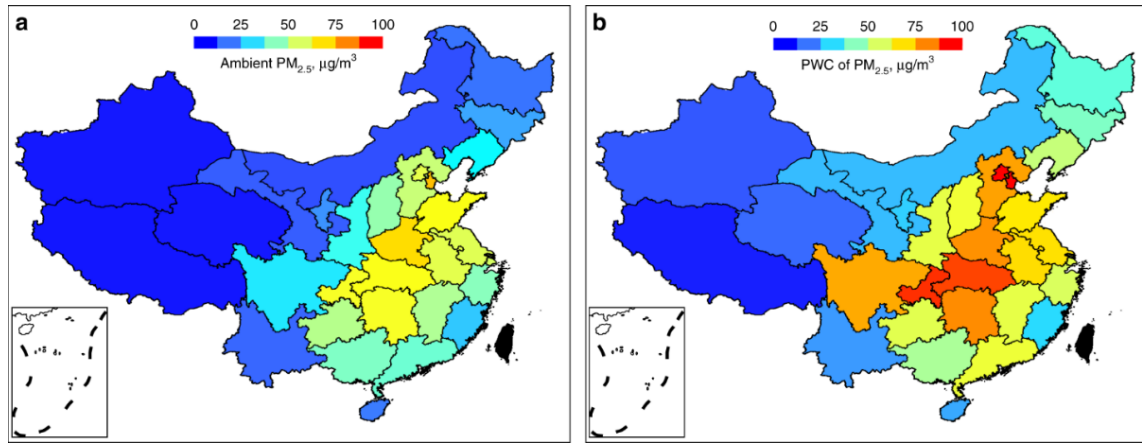 a
0 25 50 75 100
Ambient PM2.5, μg/m3
b
0 25 50 75 100
PWC of PM2.5, μg/m3